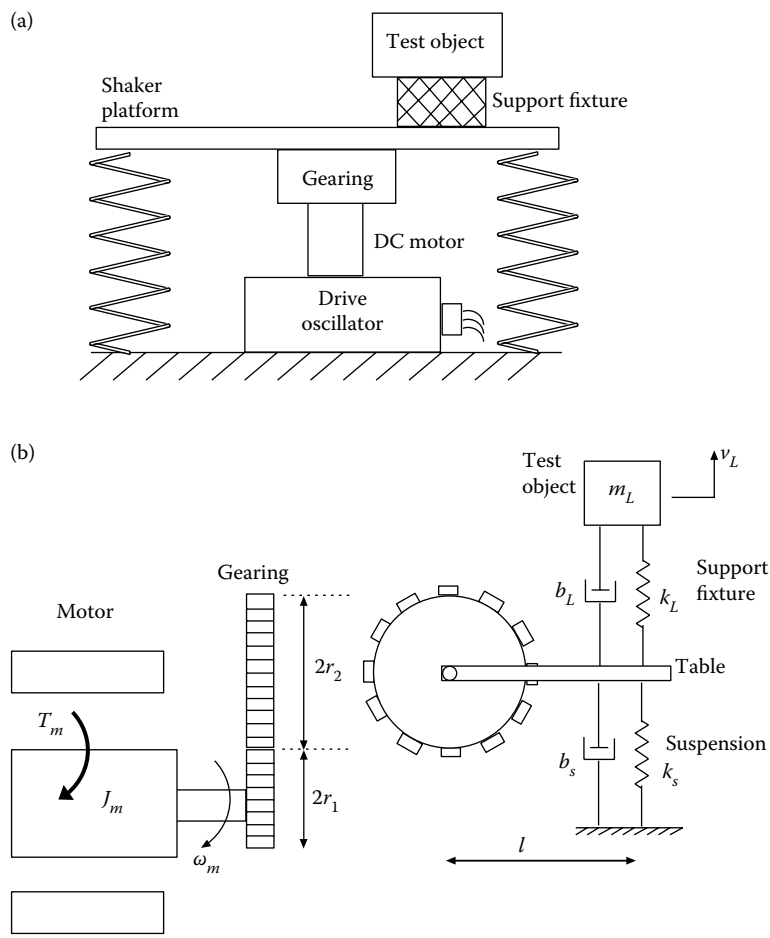 (a)
Test object
Shaker
platform
Support fixture
Gearing
DC motor
Drive
oscillator
(b)
Test
object
m_L
v_L
Gearing
Support
fixture
b_L
k_L
Motor
2r_2
Table
T_m
Suspension
b_s
k_s
J_m
2r_1
ω_m
l